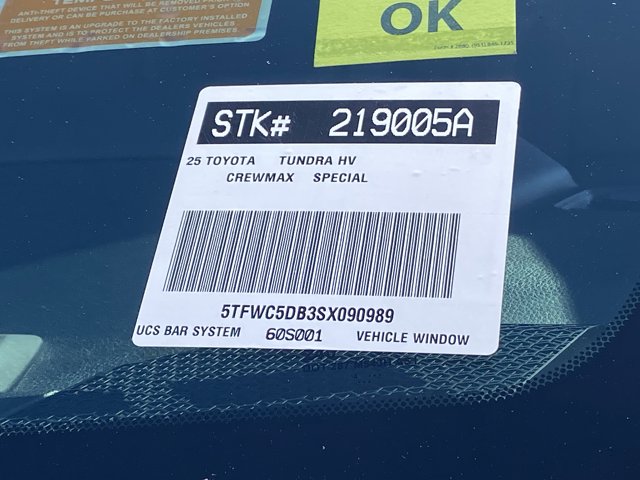 ANTI-THEFT DEVICE THAT WILL BE REMOVED
DELIVERY OR CAN BE PURCHASED AT CUSTOMER'S OPTION
THIS SYSTEM IS AN UPGRADE TO THE FACTORY INSTALLED
SYSTEM AND IS TO PROTECT THE DEALERS VEHICLES
FROM THEFT WHILE PARKED ON DEALERSHIP PREMISES.
OK
STK# 219005A
25 TOYOTA TUNDRA HV
CREWMAX SPECIAL
5TFWC5DB3SX090989
UCS BAR SYSTEM 60S001 VEHICLE WINDOW